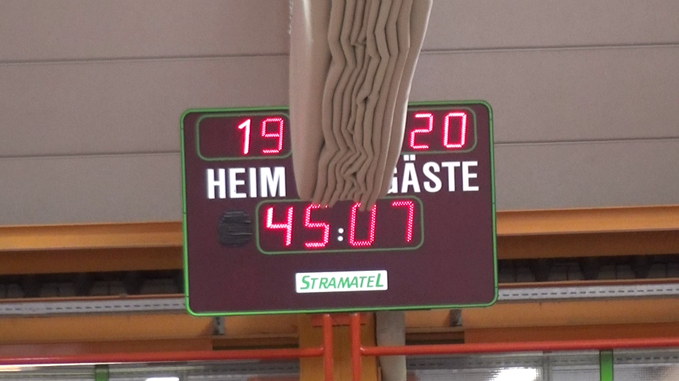 19 20
HEIM GÄSTE
45:07
STRAMATEL